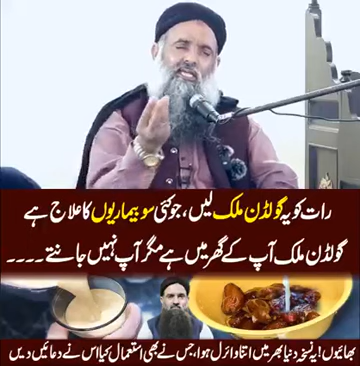 رات کو یہ گولڈن ملک لیں، جو کئی سو بیماریوں کا علاج ہے
گولڈن ملک آپ کے گھر میں ہے مگر آپ نہیں جانتے ۔۔۔۔
بھائیوں! یہ نسخہ دنیا بھر میں اتنا وائرل ہوا، جس نے بھی استعمال کیا اس نے دعائیں دیں